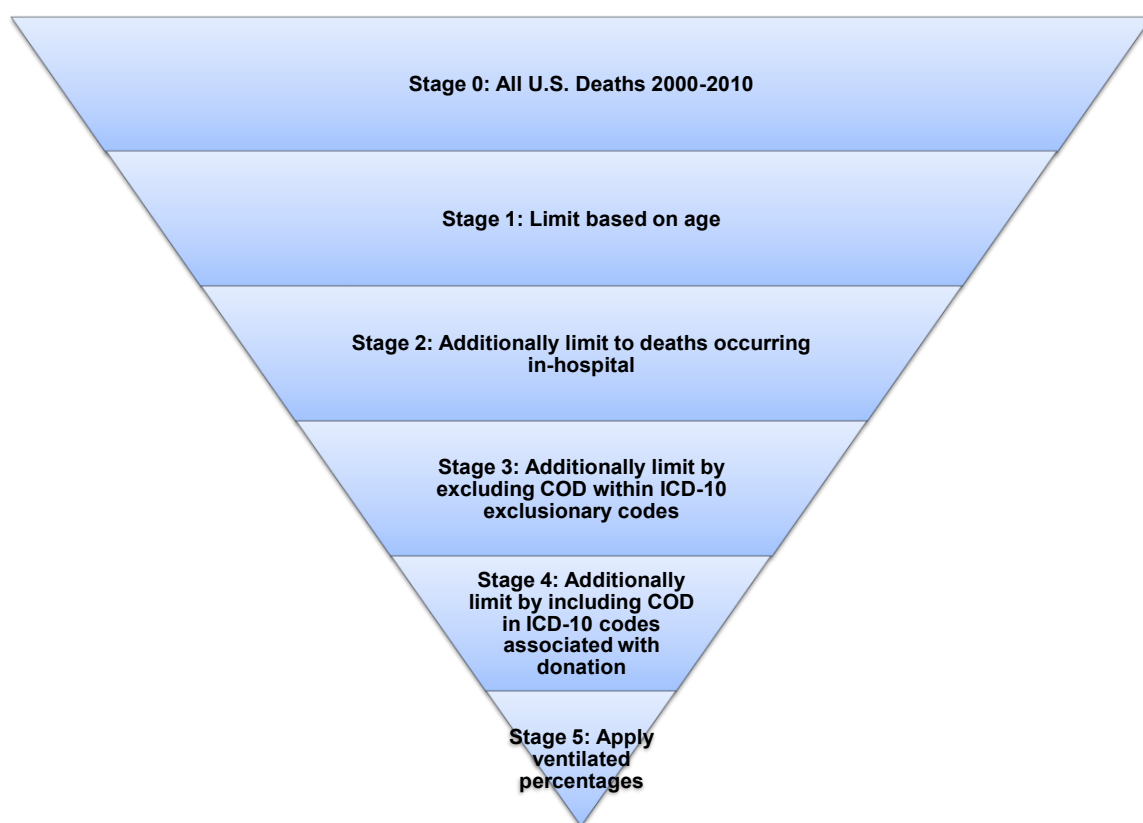 Stage 0: All U.S. Deaths 2000-2010
Stage 1: Limit based on age
Stage 2: Additionally limit to deaths occurring
in-hospital
Stage 3: Additionally limit by
excluding COD within ICD-10
exclusionary codes
Stage 4: Additionally
limit by including COD
in ICD-10 codes
associated with
donation
Stage 5: Apply
ventilated
percentages